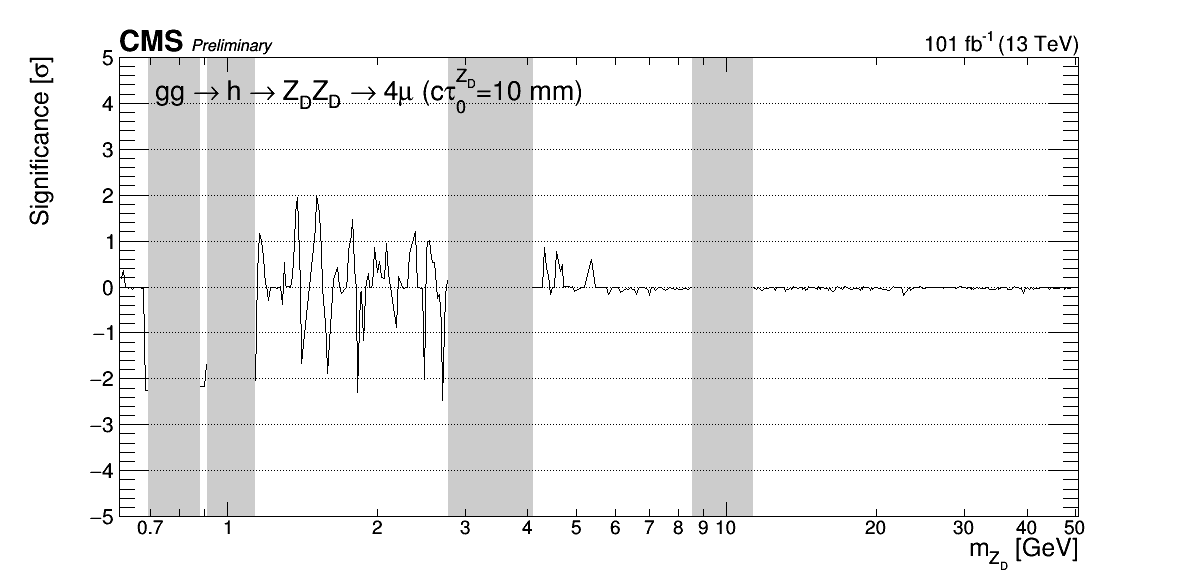 CMS Preliminary 101 fb⁻¹ (13 TeV)
gg → h → Z_D Z_D → 4μ (cτ₀^{Z_D}=10 mm)
Significance [σ]
5
4
3
2
1
0
−1
−2
−3
−4
−5
0.7 1 2 3 4 5 6 7 8 9 10 20 30 40 50
m_{Z_D} [GeV]